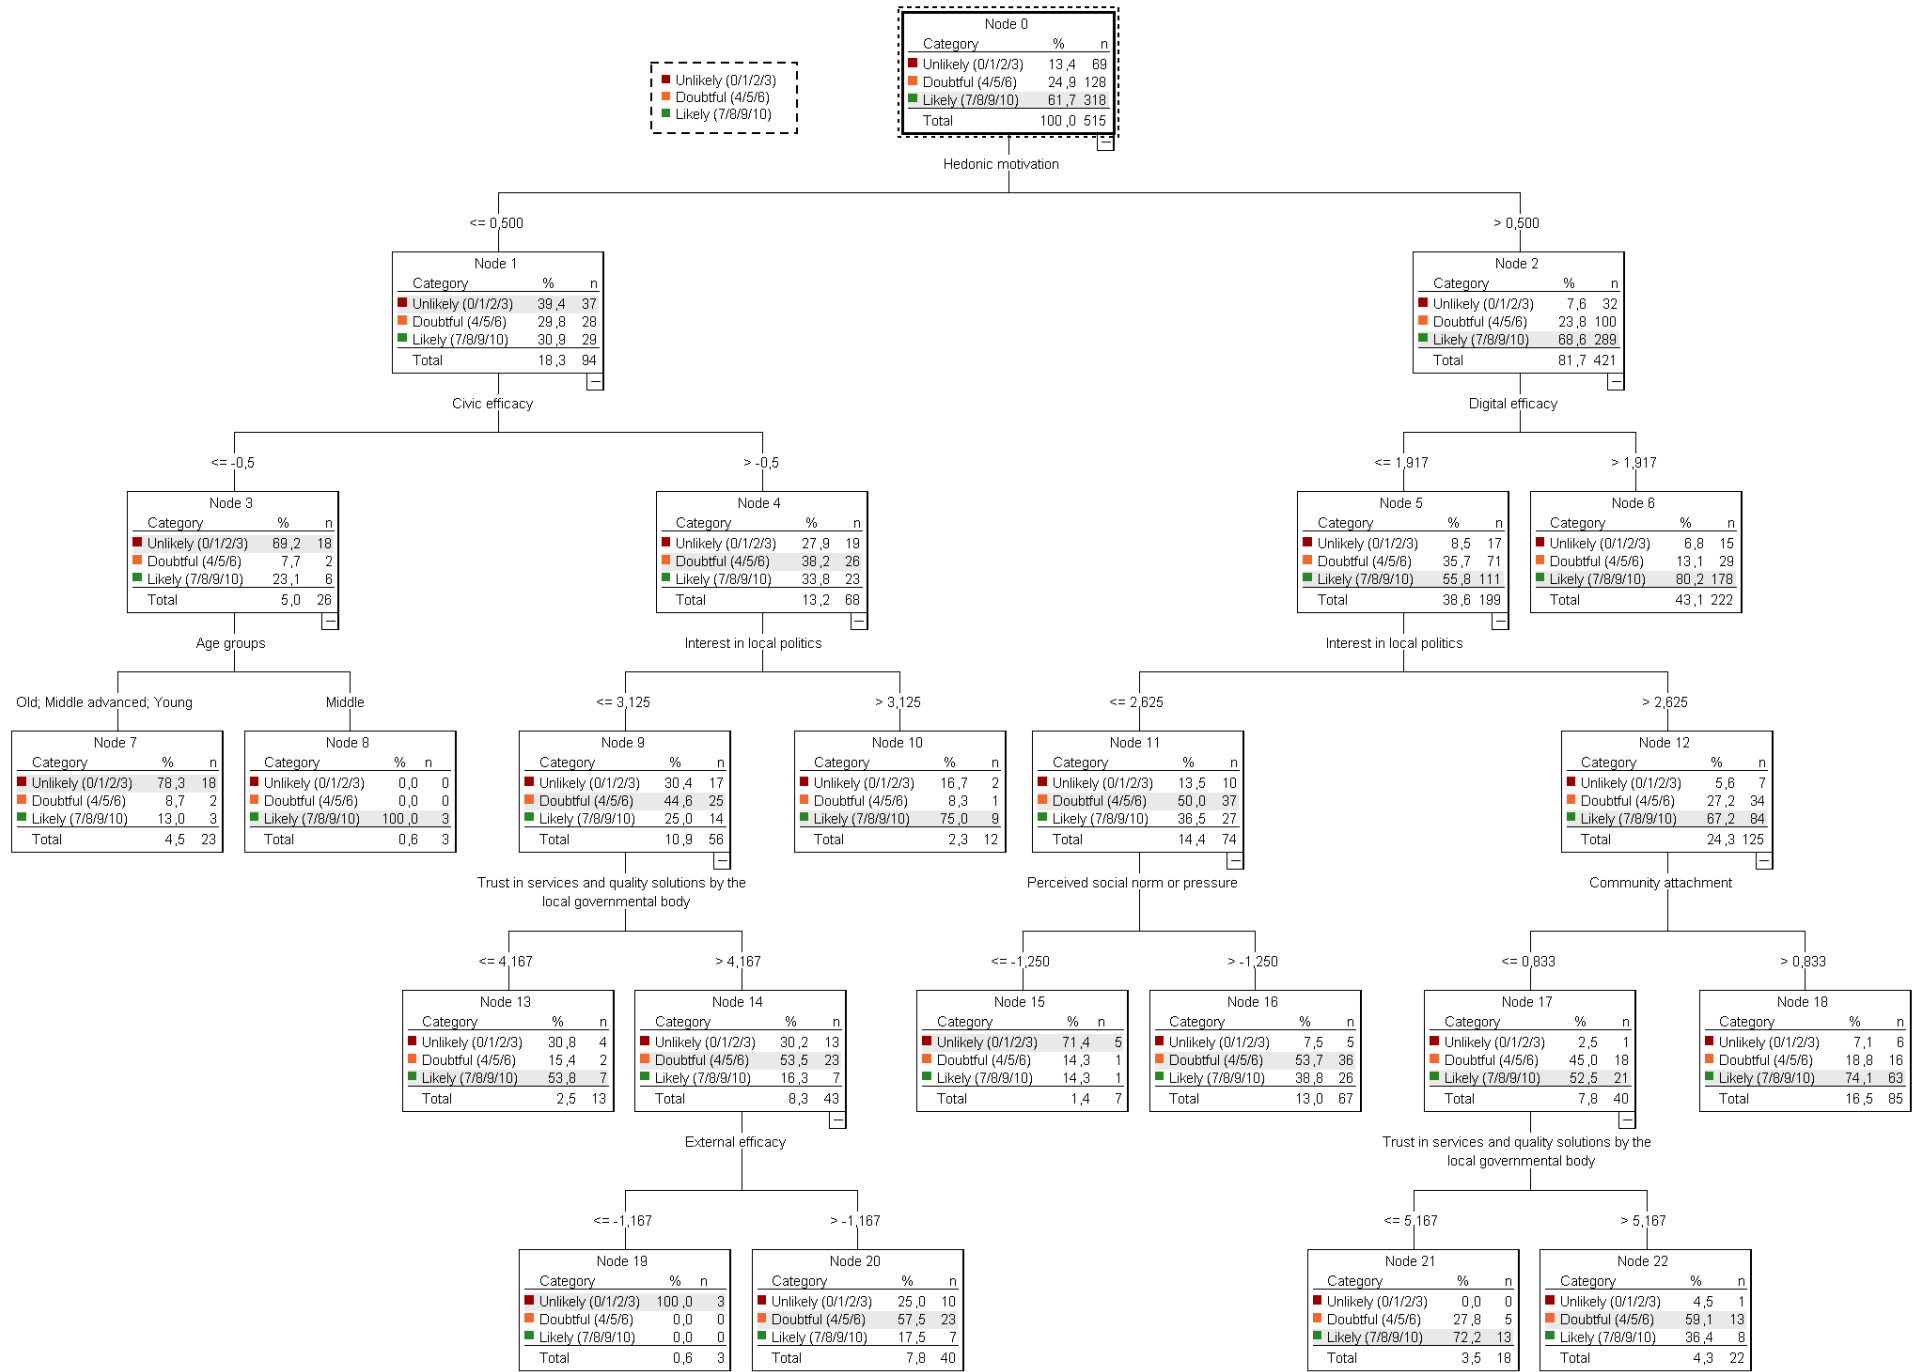 Node 0
Category % n
Unlikely (0/1/2/3) 13,4 69
Doubtful (4/5/6) 24,9 128
Likely (7/8/9/10) 61,7 318
Total 100,0 515
Unlikely (0/1/2/3)
Doubtful (4/5/6)
Likely (7/8/9/10)
Hedonic motivation
<= 0,500
> 0,500
Node 1
Category % n
Unlikely (0/1/2/3) 39,4 37
Doubtful (4/5/6) 29,8 28
Likely (7/8/9/10) 30,9 29
Total 18,3 94
Node 2
Category % n
Unlikely (0/1/2/3) 7,6 32
Doubtful (4/5/6) 23,8 100
Likely (7/8/9/10) 68,6 289
Total 81,7 421
Civic efficacy
Digital efficacy
<= -0,5
> -0,5
<= 1,917
> 1,917
Node 3
Category % n
Unlikely (0/1/2/3) 69,2 18
Doubtful (4/5/6) 7,7 2
Likely (7/8/9/10) 23,1 6
Total 5,0 26
Node 4
Category % n
Unlikely (0/1/2/3) 27,9 19
Doubtful (4/5/6) 38,2 26
Likely (7/8/9/10) 33,8 23
Total 13,2 68
Node 5
Category % n
Unlikely (0/1/2/3) 8,5 17
Doubtful (4/5/6) 35,7 71
Likely (7/8/9/10) 55,8 111
Total 38,6 199
Node 6
Category % n
Unlikely (0/1/2/3) 6,8 15
Doubtful (4/5/6) 13,1 29
Likely (7/8/9/10) 80,2 178
Total 43,1 222
Age groups
Interest in local politics
Interest in local politics
Old; Middle advanced; Young
Middle
<= 3,125
> 3,125
<= 2,625
> 2,625
Node 7
Category % n
Unlikely (0/1/2/3) 78,3 18
Doubtful (4/5/6) 8,7 2
Likely (7/8/9/10) 13,0 3
Total 4,5 23
Node 8
Category % n
Unlikely (0/1/2/3) 0,0 0
Doubtful (4/5/6) 0,0 0
Likely (7/8/9/10) 100,0 3
Total 0,6 3
Node 9
Category % n
Unlikely (0/1/2/3) 30,4 17
Doubtful (4/5/6) 44,6 25
Likely (7/8/9/10) 25,0 14
Total 10,9 56
Node 10
Category % n
Unlikely (0/1/2/3) 16,7 2
Doubtful (4/5/6) 8,3 1
Likely (7/8/9/10) 75,0 9
Total 2,3 12
Node 11
Category % n
Unlikely (0/1/2/3) 13,5 10
Doubtful (4/5/6) 50,0 37
Likely (7/8/9/10) 36,5 27
Total 14,4 74
Node 12
Category % n
Unlikely (0/1/2/3) 5,6 7
Doubtful (4/5/6) 27,2 34
Likely (7/8/9/10) 67,2 84
Total 24,3 125
Trust in services and quality solutions by the
local governmental body
Perceived social norm or pressure
Community attachment
<= 4,167
> 4,167
<= -1,250
> -1,250
<= 0,833
> 0,833
Node 13
Category % n
Unlikely (0/1/2/3) 30,8 4
Doubtful (4/5/6) 15,4 2
Likely (7/8/9/10) 53,8 7
Total 2,5 13
Node 14
Category % n
Unlikely (0/1/2/3) 30,2 13
Doubtful (4/5/6) 53,5 23
Likely (7/8/9/10) 16,3 7
Total 8,3 43
Node 15
Category % n
Unlikely (0/1/2/3) 71,4 5
Doubtful (4/5/6) 14,3 1
Likely (7/8/9/10) 14,3 1
Total 1,4 7
Node 16
Category % n
Unlikely (0/1/2/3) 7,5 5
Doubtful (4/5/6) 53,7 36
Likely (7/8/9/10) 38,8 26
Total 13,0 67
Node 17
Category % n
Unlikely (0/1/2/3) 2,5 1
Doubtful (4/5/6) 45,0 18
Likely (7/8/9/10) 52,5 21
Total 7,8 40
Node 18
Category % n
Unlikely (0/1/2/3) 7,1 6
Doubtful (4/5/6) 18,8 16
Likely (7/8/9/10) 74,1 63
Total 16,5 85
External efficacy
Trust in services and quality solutions by the
local governmental body
<= -1,167
> -1,167
<= 5,167
> 5,167
Node 19
Category % n
Unlikely (0/1/2/3) 100,0 3
Doubtful (4/5/6) 0,0 0
Likely (7/8/9/10) 0,0 0
Total 0,6 3
Node 20
Category % n
Unlikely (0/1/2/3) 25,0 10
Doubtful (4/5/6) 57,5 23
Likely (7/8/9/10) 17,5 7
Total 7,8 40
Node 21
Category % n
Unlikely (0/1/2/3) 0,0 0
Doubtful (4/5/6) 27,8 5
Likely (7/8/9/10) 72,2 13
Total 3,5 18
Node 22
Category % n
Unlikely (0/1/2/3) 4,5 1
Doubtful (4/5/6) 59,1 13
Likely (7/8/9/10) 36,4 8
Total 4,3 22